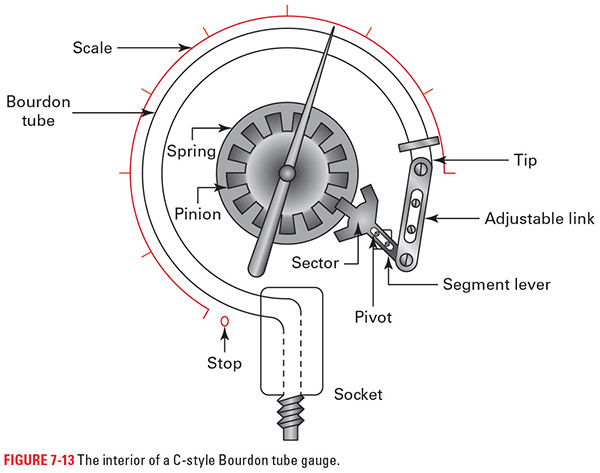 Scale
Bourdon
tube
Spring
Pinion
Tip
Adjustable link
Sector
Segment lever
Pivot
Stop
Socket
FIGURE 7-13 The interior of a C-style Bourdon tube gauge.